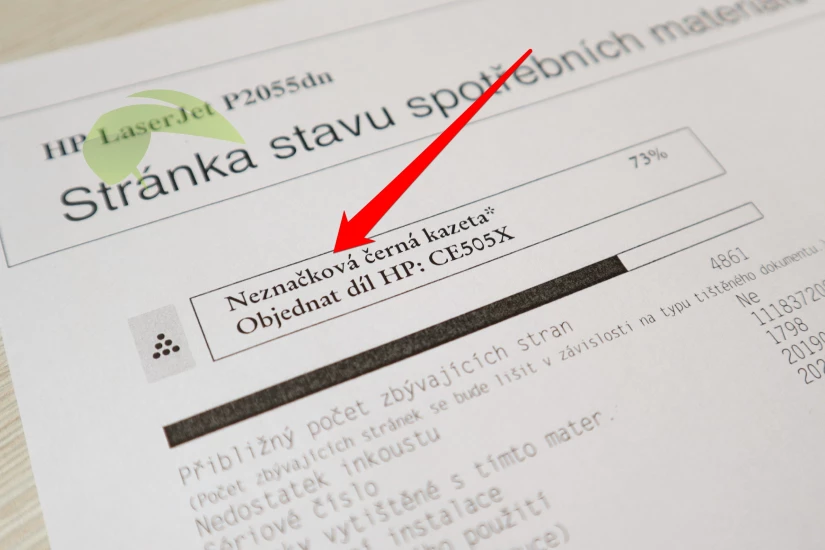 HP LaserJet P2055dn
Stránka stavu spotřebních materiálů
73%
Neznačková černá kazeta*
Objednat díl HP: CE505X
Přibližný počet zbývajících stran 4861
(Počet zbývajících stránek se bude lišit v závislosti na typu tištěného dokumentu.)
Nedostatek inkoustu Ne
Sériové číslo
vytištěné s tímto mater. 1798
instalace
použití